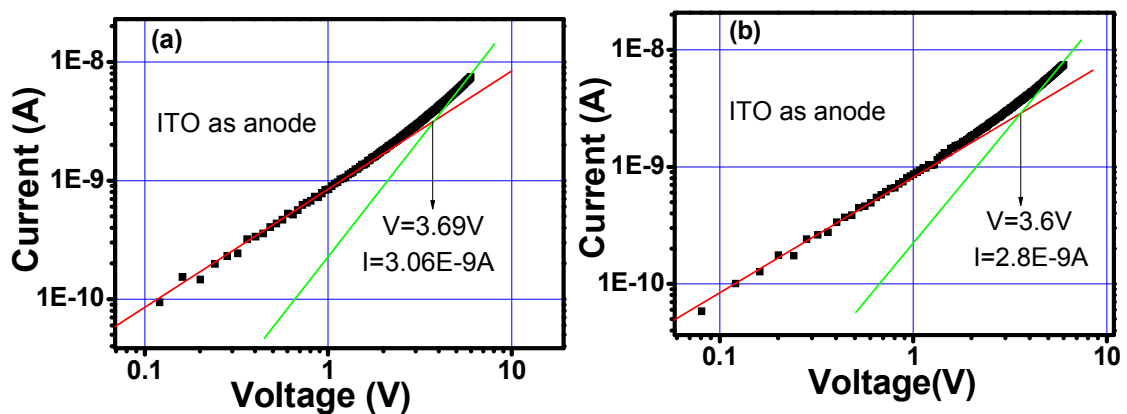 (a)
ITO as anode
V=3.69V
I=3.06E-9A
1E-8
1E-9
1E-10
Current (A)
0.1
1
10
Voltage (V)
(b)
ITO as anode
V=3.6V
I=2.8E-9A
1E-8
1E-9
1E-10
Current (A)
0.1
1
10
Voltage(V)